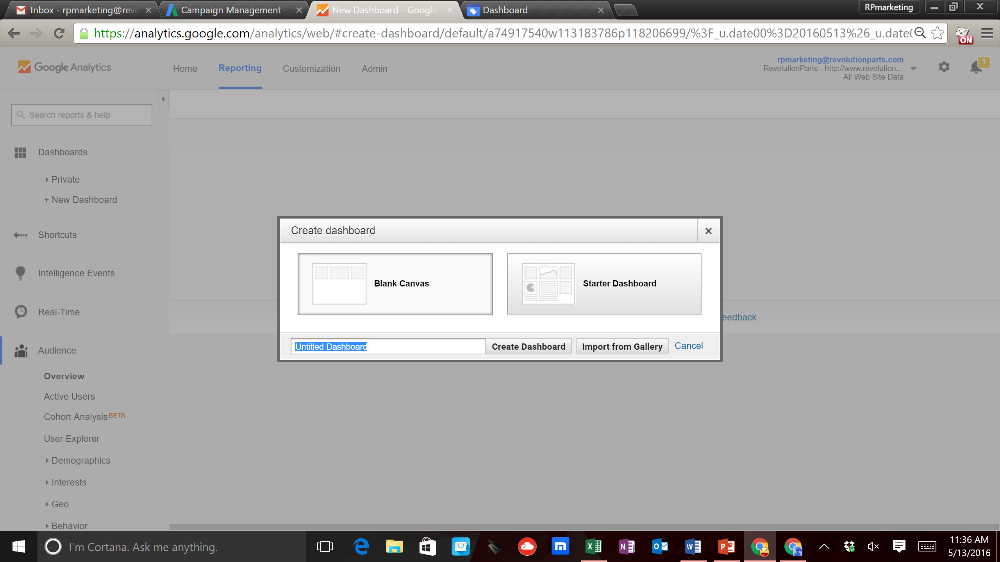 Inbox - rpmarketing@revo
Campaign Management -
New Dashboard - Google
Dashboard
RPmarketing
https://analytics.google.com/analytics/web/#create-dashboard/default/a74917540w113183786p118206699/%3F_u.date00%3D20160513%26_u.date0
ON
Google Analytics
Home
Reporting
Customization
Admin
rpmarketing@revolutionparts.com
RevolutionParts - http://www.revolution...
All Web Site Data
1
Search reports & help
Dashboards
Private
+ New Dashboard
Shortcuts
Intelligence Events
Real-Time
Audience
Overview
Active Users
Cohort Analysis BETA
User Explorer
Demographics
Interests
Geo
Behavior
Create dashboard
Blank Canvas
Starter Dashboard
Untitled Dashboard
Create Dashboard
Import from Gallery
Cancel
eedback
I'm Cortana. Ask me anything.
11:36 AM
5/13/2016